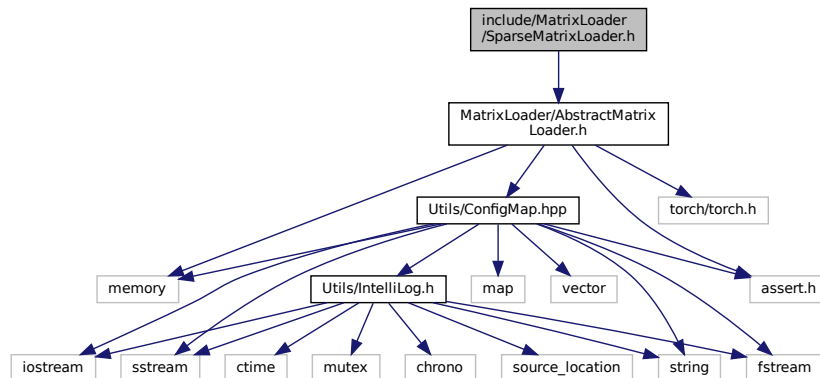 include/MatrixLoader
/SparseMatrixLoader.h
MatrixLoader/AbstractMatrix
Loader.h
Utils/ConfigMap.hpp
torch/torch.h
memory
Utils/IntelliLog.h
map
vector
assert.h
iostream
sstream
ctime
mutex
chrono
source_location
string
fstream